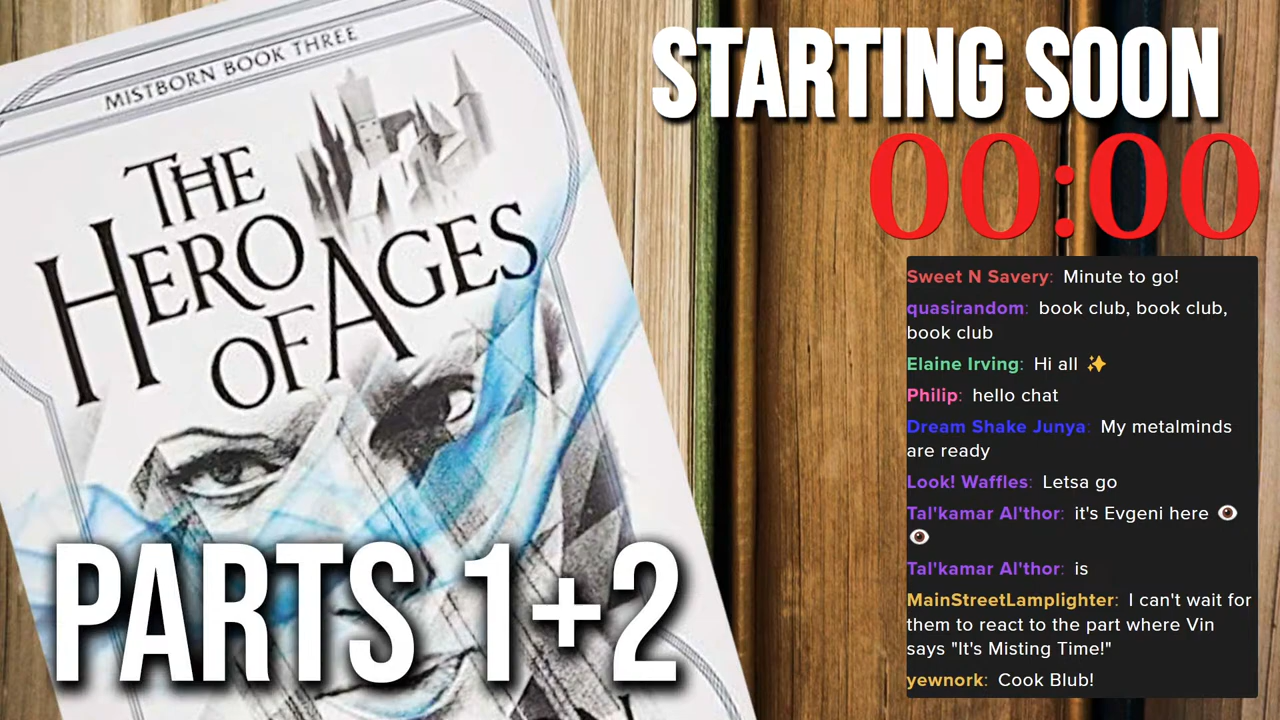 MISTBORN BOOK THREE
THE
HERO
OF AGES
PARTS 1+2
STARTING SOON
00:00
Sweet N Savery: Minute to go!
quasirandom: book club, book club,
book club
Elaine Irving: Hi all ✨
Philip: hello chat
Dream Shake Junya: My metalminds
are ready
Look! Waffles: Letsa go
Tal'kamar Al'thor: it's Evgeni here 👁
👁
Tal'kamar Al'thor: is
MainStreetLamplighter: I can't wait for
them to react to the part where Vin
says "It's Misting Time!"
yewnork: Cook Blub!